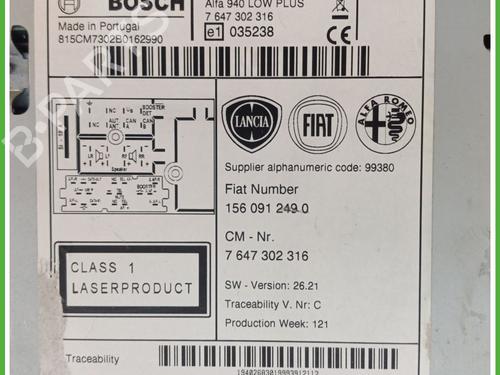 BOSCH
Alfa 940 LOW PLUS
7 647 302 316
Made in Portugal
815CM7302B0162990
e1 035238
LANCIA
FIAT
ALFA ROMEO
Supplier alphanumeric code: 99380
Fiat Number
156 091 249 0
CM - Nr.
7 647 302 316
CLASS 1
LASERPRODUCT
SW - Version: 26.21
Traceability V. Nr: C
Production Week: 121
Traceability
B-PARTS